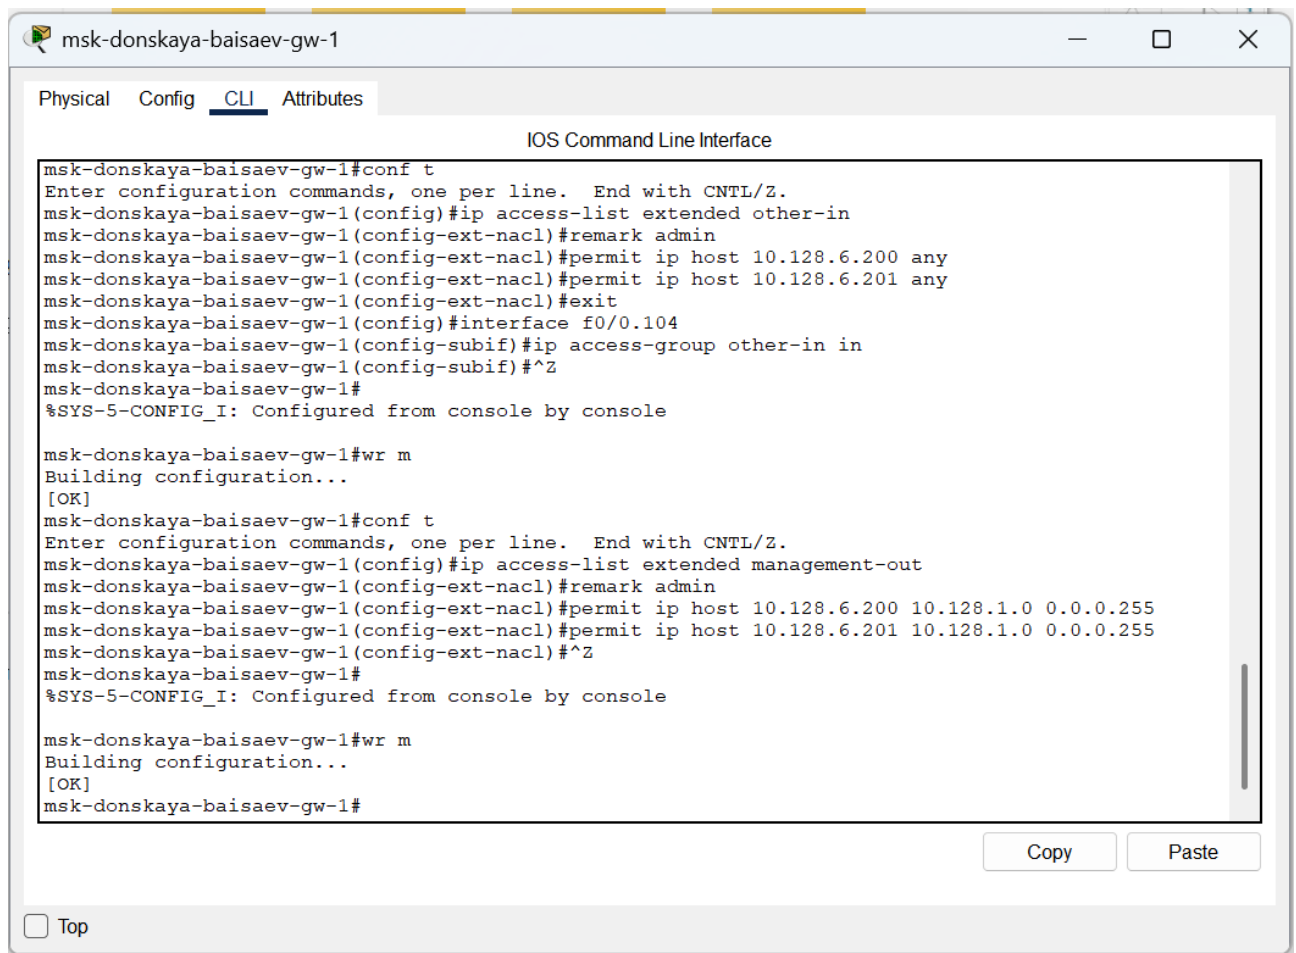 msk-donskaya-baisaev-gw-1
Physical Config CLI Attributes
IOS Command Line Interface
msk-donskaya-baisaev-gw-1#conf t
Enter configuration commands, one per line.  End with CNTL/Z.
msk-donskaya-baisaev-gw-1(config)#ip access-list extended other-in
msk-donskaya-baisaev-gw-1(config-ext-nacl)#remark admin
msk-donskaya-baisaev-gw-1(config-ext-nacl)#permit ip host 10.128.6.200 any
msk-donskaya-baisaev-gw-1(config-ext-nacl)#permit ip host 10.128.6.201 any
msk-donskaya-baisaev-gw-1(config-ext-nacl)#exit
msk-donskaya-baisaev-gw-1(config)#interface f0/0.104
msk-donskaya-baisaev-gw-1(config-subif)#ip access-group other-in in
msk-donskaya-baisaev-gw-1(config-subif)#^Z
msk-donskaya-baisaev-gw-1#
%SYS-5-CONFIG_I: Configured from console by console
msk-donskaya-baisaev-gw-1#wr m
Building configuration...
[OK]
msk-donskaya-baisaev-gw-1#conf t
Enter configuration commands, one per line.  End with CNTL/Z.
msk-donskaya-baisaev-gw-1(config)#ip access-list extended management-out
msk-donskaya-baisaev-gw-1(config-ext-nacl)#remark admin
msk-donskaya-baisaev-gw-1(config-ext-nacl)#permit ip host 10.128.6.200 10.128.1.0 0.0.0.255
msk-donskaya-baisaev-gw-1(config-ext-nacl)#permit ip host 10.128.6.201 10.128.1.0 0.0.0.255
msk-donskaya-baisaev-gw-1(config-ext-nacl)#^Z
msk-donskaya-baisaev-gw-1#
%SYS-5-CONFIG_I: Configured from console by console
msk-donskaya-baisaev-gw-1#wr m
Building configuration...
[OK]
msk-donskaya-baisaev-gw-1#
Copy Paste
Top